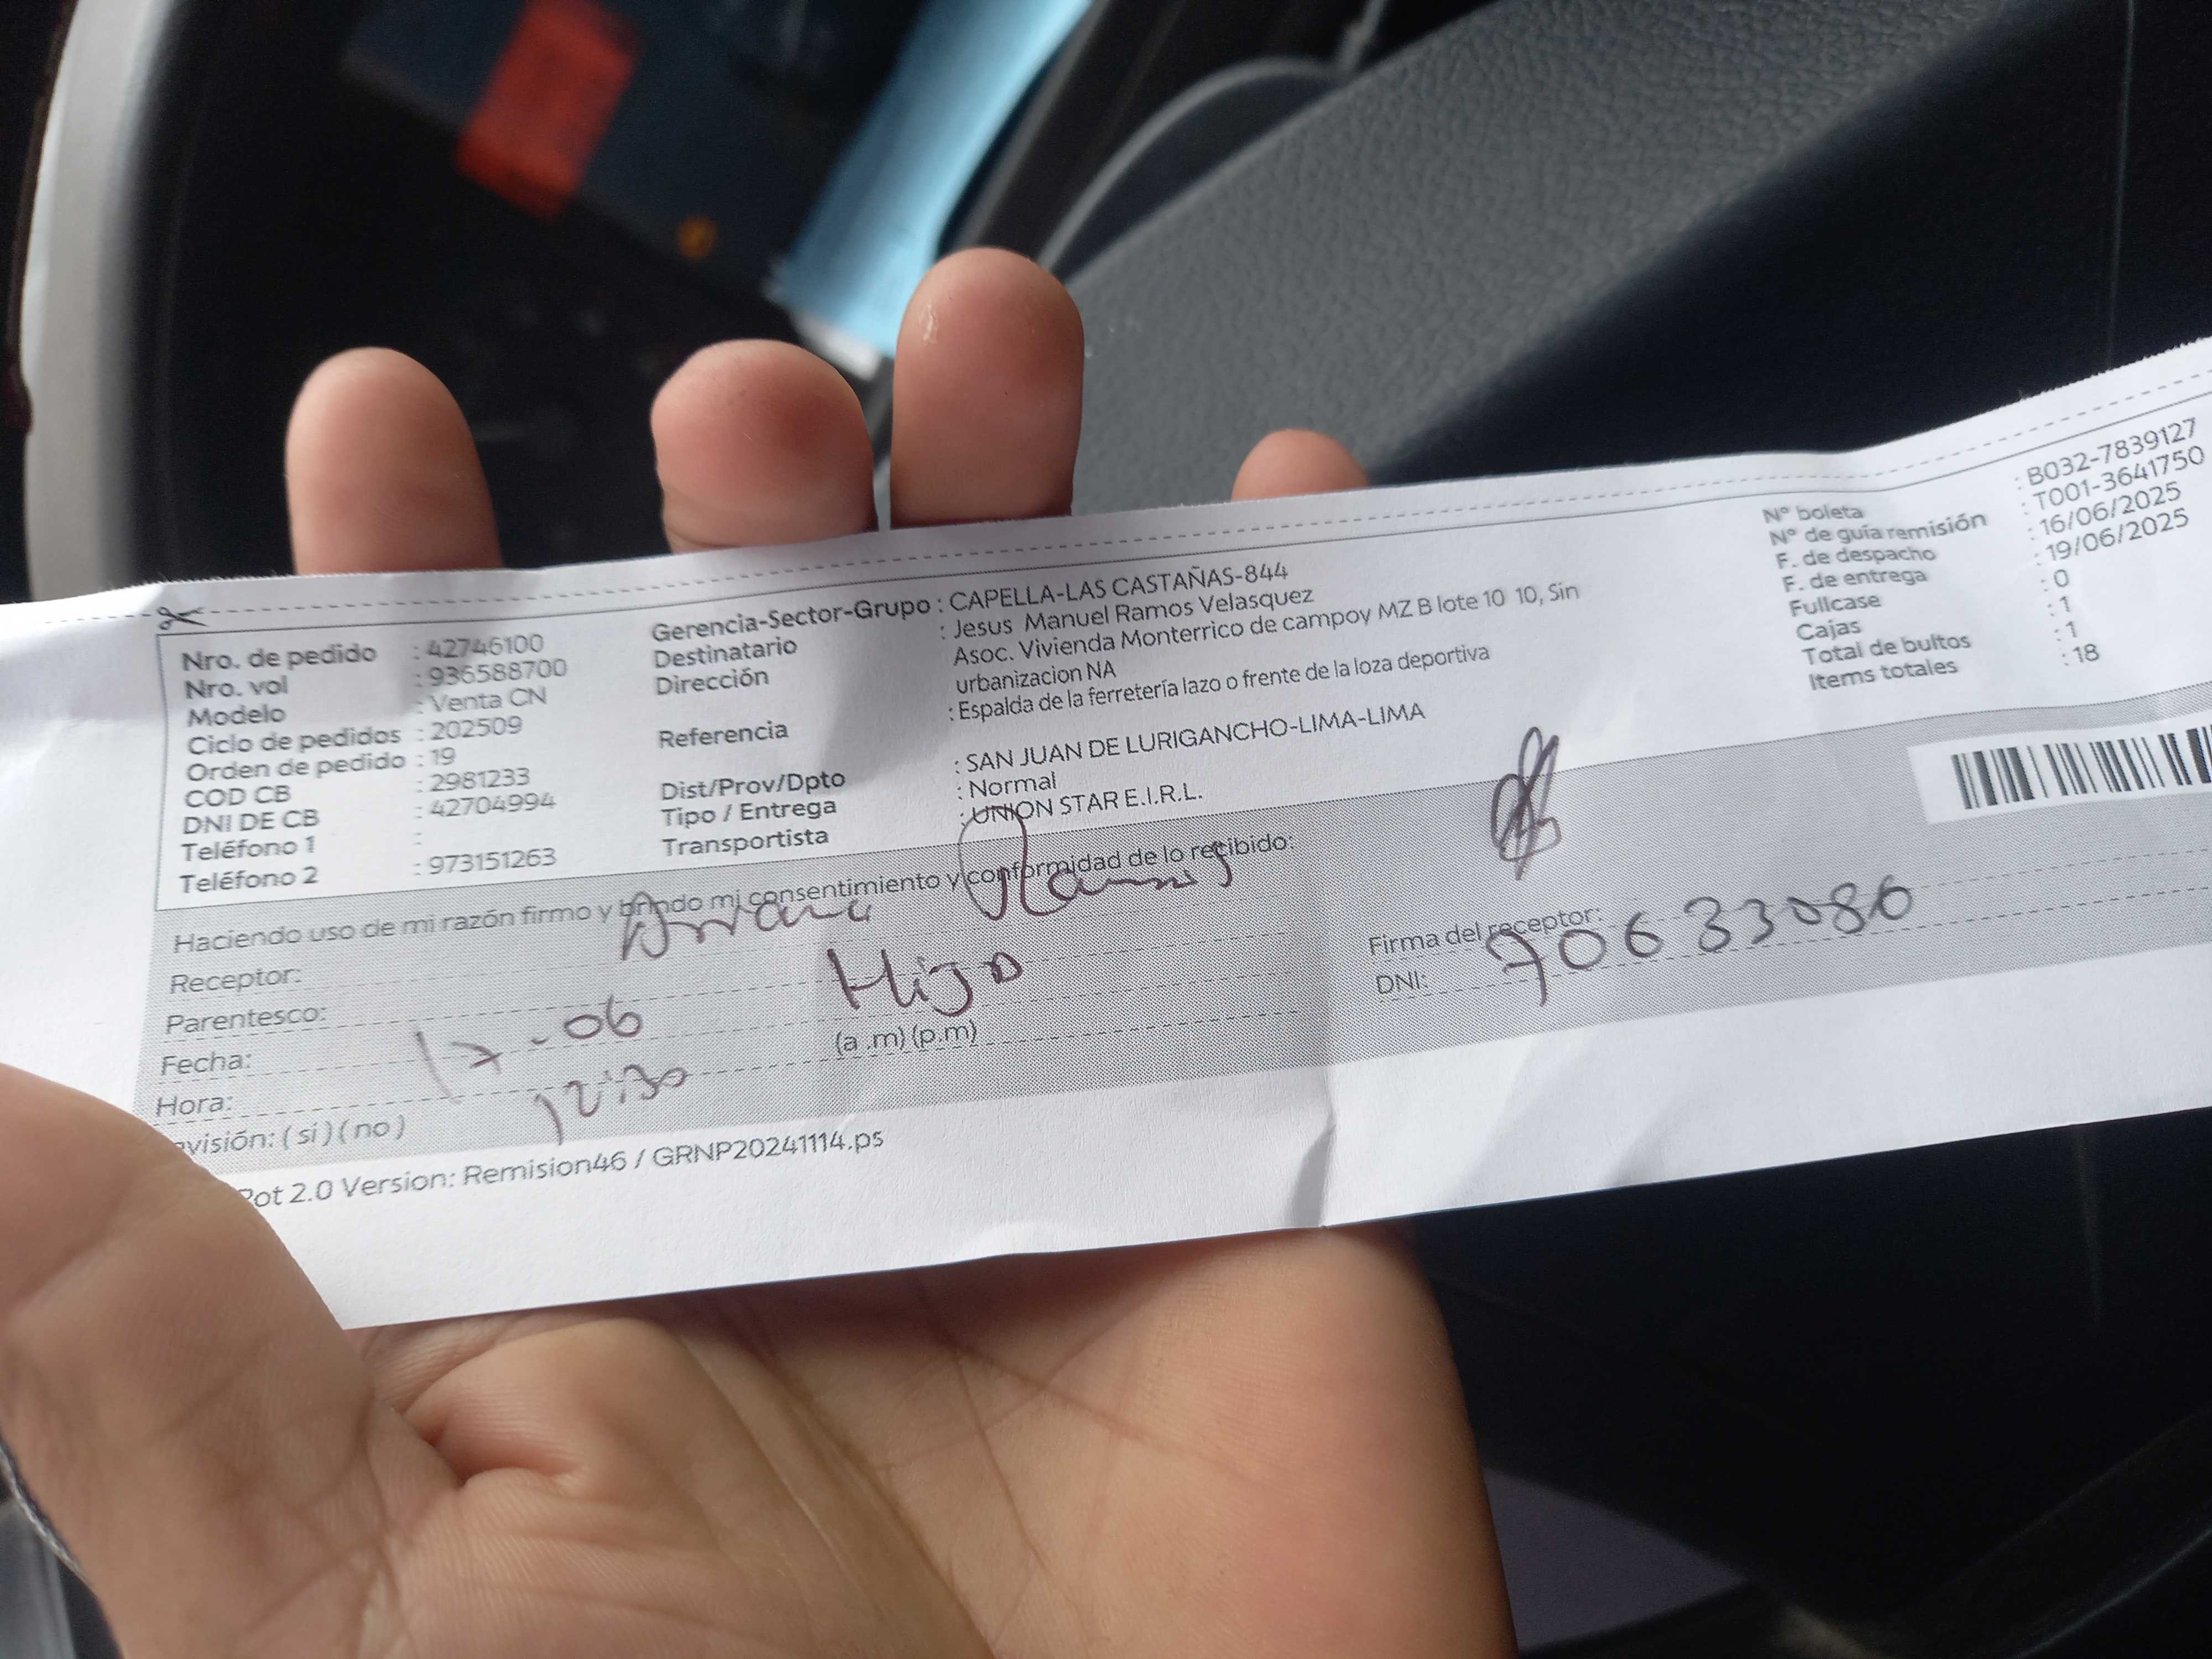 Nro. de pedido : 42746100
Nro. vol : 936588700
Modelo : Venta CN
Ciclo de pedidos : 202509
Orden de pedido : 19
COD CB : 2981233
DNI DE CB : 42704994
Teléfono 1 :
Teléfono 2 : 973151263
Gerencia-Sector-Grupo : CAPELLA-LAS CASTAÑAS-844
Destinatario : Jesus Manuel Ramos Velasquez
Dirección : Asoc. Vivienda Monterrico de campoy MZ B lote 10 10, Sin
urbanizacion NA
Referencia : Espalda de la ferretería lazo o frente de la loza deportiva
Dist/Prov/Dpto : SAN JUAN DE LURIGANCHO-LIMA-LIMA
Tipo / Entrega : Normal
Transportista : UNION STAR E.I.R.L.
N° boleta : B032-7839127
N° de guía remisión : T001-3641750
F. de despacho : 16/06/2025
F. de entrega : 19/06/2025
Fullcase : 0
Cajas : 1
Total de bultos : 1
Items totales : 18
Haciendo uso de mi razón firmo y brindo mi consentimiento y conformidad de lo recibido:
Receptor: Ramos
Parentesco: Hijo
Fecha: 17-06
Hora: 12:30 (a .m) (p.m)
visión: ( si ) ( no )
Firma del receptor:
DNI: 70633086
ot 2.0 Version: Remision46 / GRNP20241114.ps